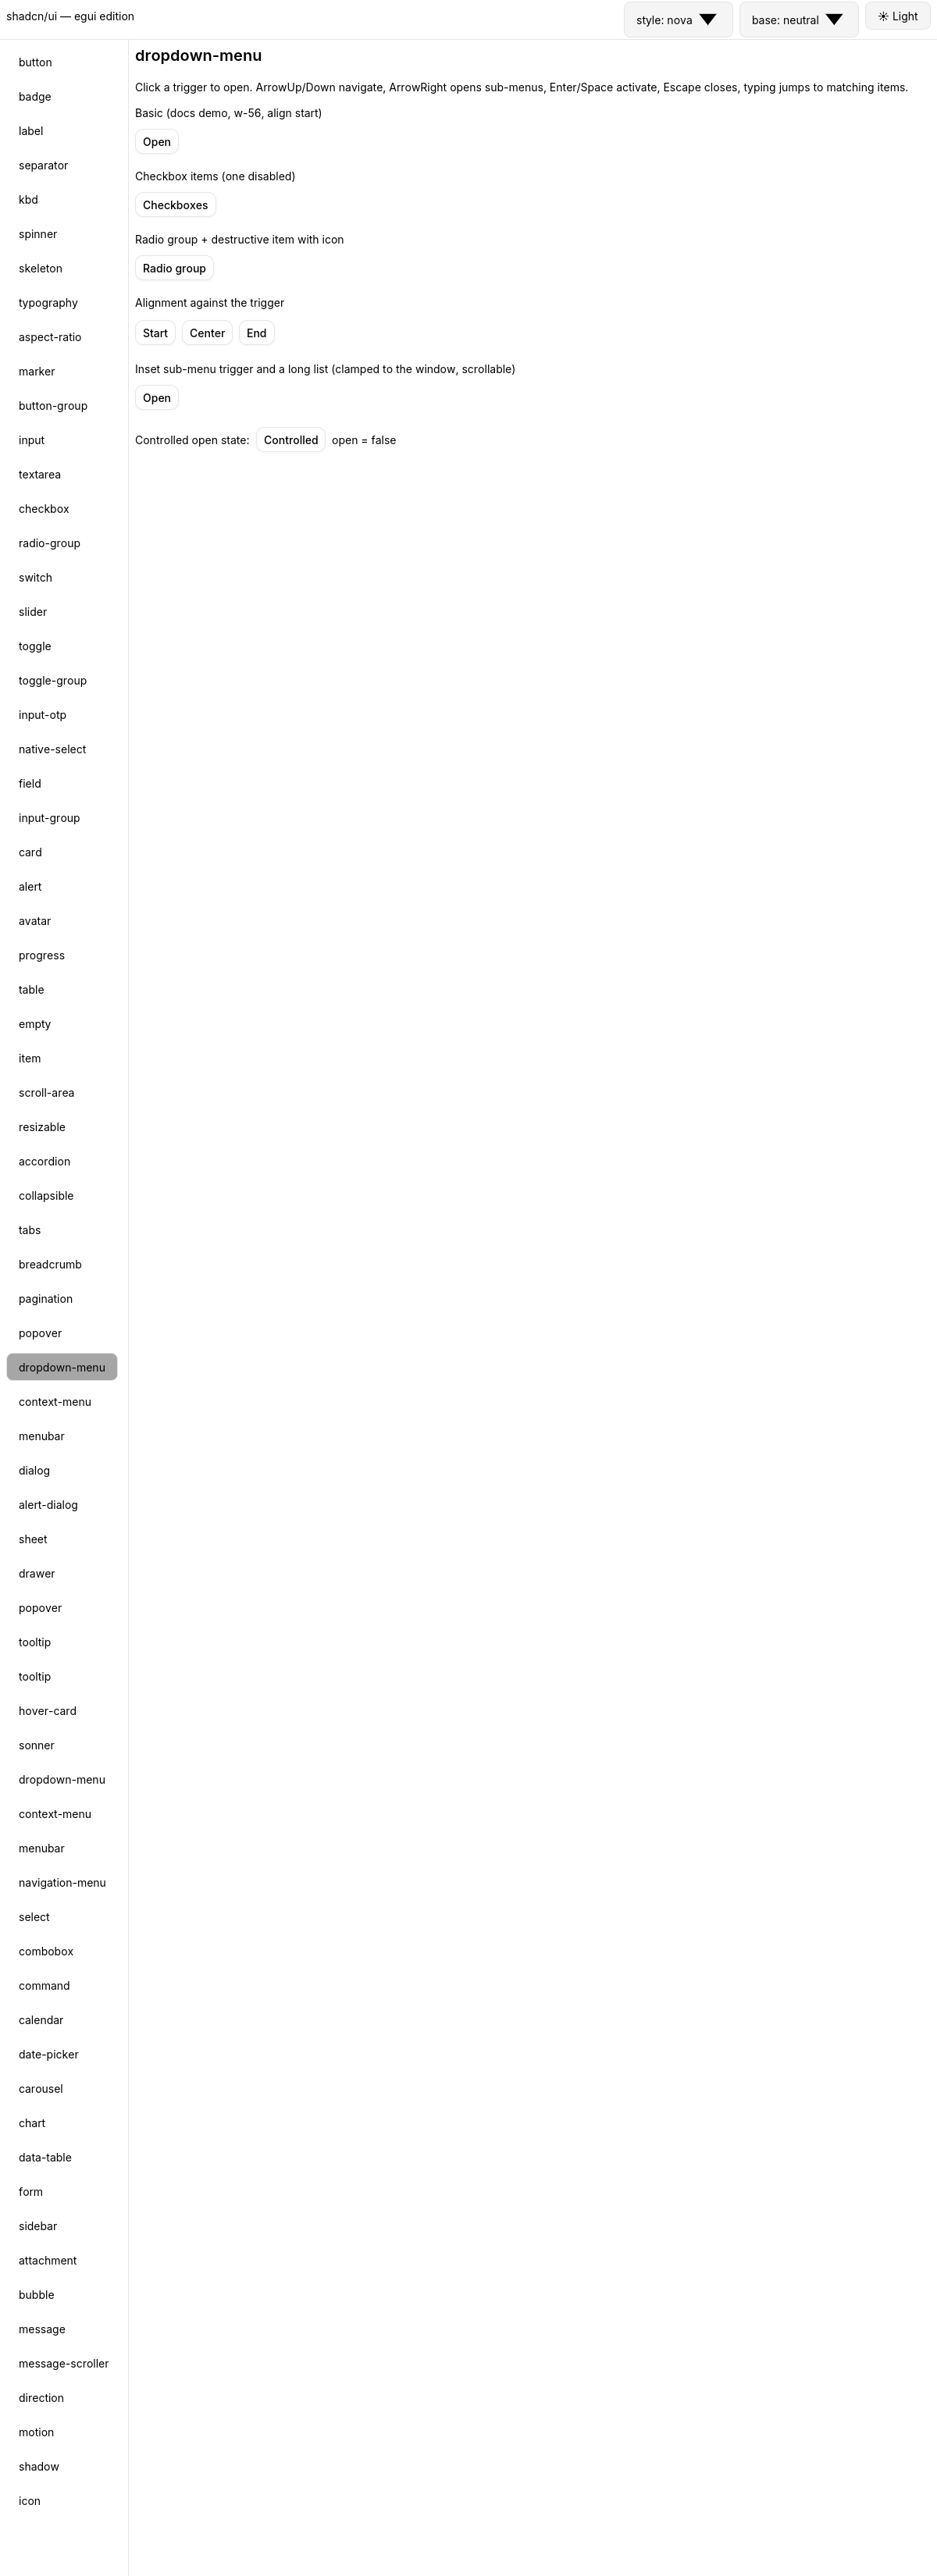 shadcn/ui — egui edition
style: nova
base: neutral
☀ Light
button
badge
label
separator
kbd
spinner
skeleton
typography
aspect-ratio
marker
button-group
input
textarea
checkbox
radio-group
switch
slider
toggle
toggle-group
input-otp
native-select
field
input-group
card
alert
avatar
progress
table
empty
item
scroll-area
resizable
accordion
collapsible
tabs
breadcrumb
pagination
popover
dropdown-menu
context-menu
menubar
dialog
alert-dialog
sheet
drawer
popover
tooltip
tooltip
hover-card
sonner
dropdown-menu
context-menu
menubar
navigation-menu
select
combobox
command
calendar
date-picker
carousel
chart
data-table
form
sidebar
attachment
bubble
message
message-scroller
direction
motion
shadow
icon
dropdown-menu
Click a trigger to open. ArrowUp/Down navigate, ArrowRight opens sub-menus, Enter/Space activate, Escape closes, typing jumps to matching items.
Basic (docs demo, w-56, align start)
Open
Checkbox items (one disabled)
Checkboxes
Radio group + destructive item with icon
Radio group
Alignment against the trigger
Start Center End
Inset sub-menu trigger and a long list (clamped to the window, scrollable)
Open
Controlled open state: Controlled open = false